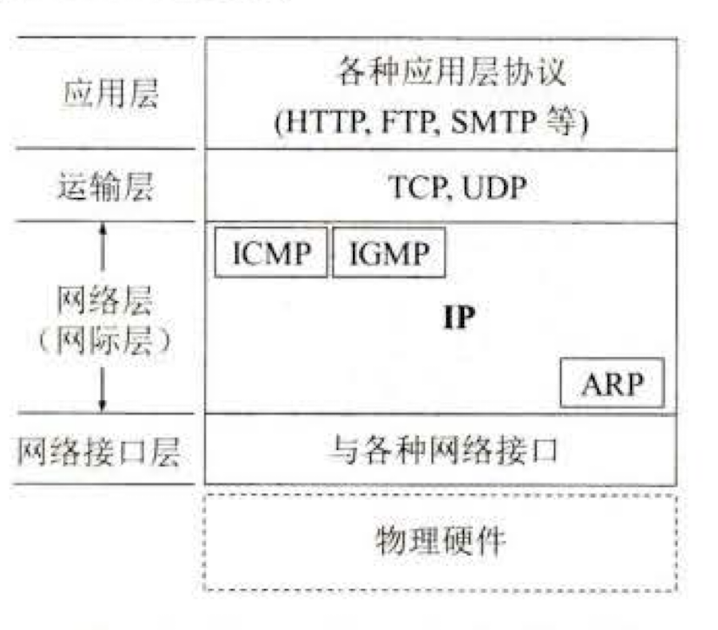 应用层
各种应用层协议
(HTTP, FTP, SMTP 等)
运输层
TCP, UDP
网络层
（网际层）
ICMP
IGMP
IP
ARP
网络接口层
与各种网络接口
物理硬件